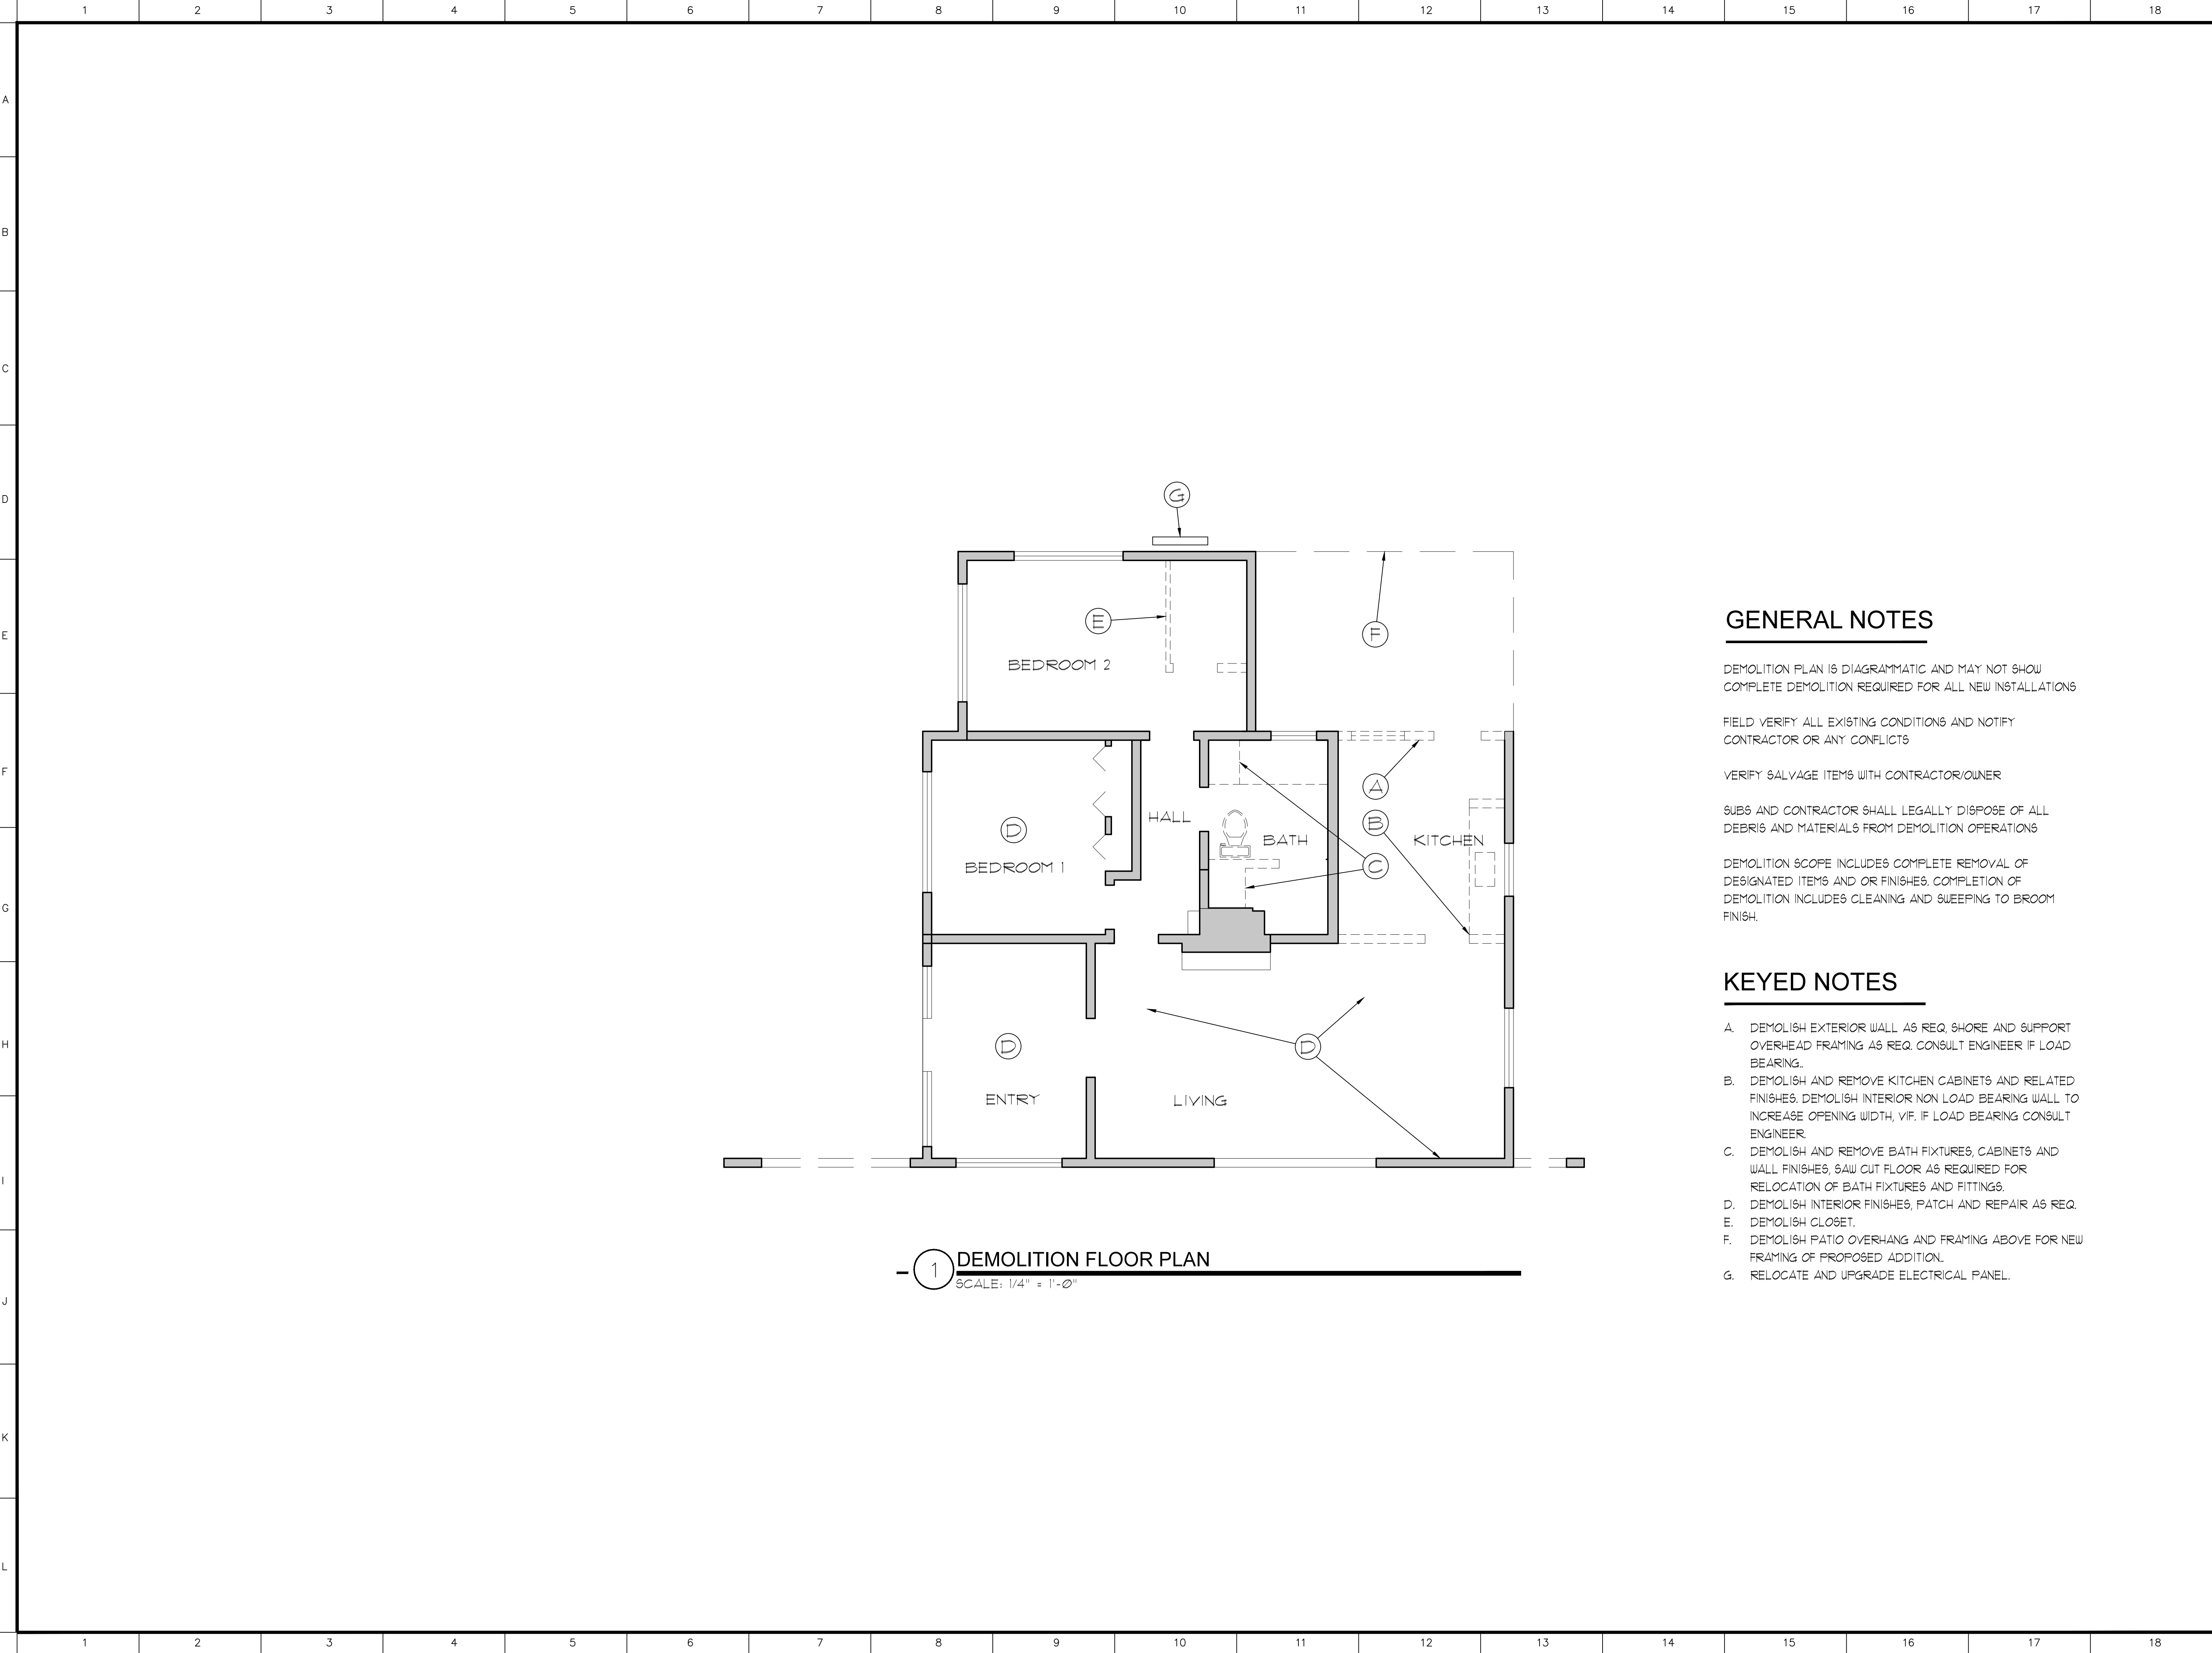 1 2 3 4 5 6 7 8 9 10 11 12 13 14 15 16 17 18
A
B
C
D
E
F
G
H
I
J
K
L
G
E
BEDROOM 2
F
A
HALL
B
D
BATH
KITCHEN
C
BEDROOM 1
D
D
ENTRY
LIVING
1
DEMOLITION FLOOR PLAN
SCALE: 1/4" = 1'-0"
GENERAL NOTES
DEMOLITION PLAN IS DIAGRAMMATIC AND MAY NOT SHOW
COMPLETE DEMOLITION REQUIRED FOR ALL NEW INSTALLATIONS
FIELD VERIFY ALL EXISTING CONDITIONS AND NOTIFY
CONTRACTOR OR ANY CONFLICTS
VERIFY SALVAGE ITEMS WITH CONTRACTOR/OWNER
SUBS AND CONTRACTOR SHALL LEGALLY DISPOSE OF ALL
DEBRIS AND MATERIALS FROM DEMOLITION OPERATIONS
DEMOLITION SCOPE INCLUDES COMPLETE REMOVAL OF
DESIGNATED ITEMS AND OR FINISHES. COMPLETION OF
DEMOLITION INCLUDES CLEANING AND SWEEPING TO BROOM
FINISH.
KEYED NOTES
A. DEMOLISH EXTERIOR WALL AS REQ, SHORE AND SUPPORT
OVERHEAD FRAMING AS REQ. CONSULT ENGINEER IF LOAD
BEARING..
B. DEMOLISH AND REMOVE KITCHEN CABINETS AND RELATED
FINISHES. DEMOLISH INTERIOR NON LOAD BEARING WALL TO
INCREASE OPENING WIDTH, VIF. IF LOAD BEARING CONSULT
ENGINEER.
C. DEMOLISH AND REMOVE BATH FIXTURES, CABINETS AND
WALL FINISHES, SAW CUT FLOOR AS REQUIRED FOR
RELOCATION OF BATH FIXTURES AND FITTINGS.
D. DEMOLISH INTERIOR FINISHES, PATCH AND REPAIR AS REQ.
E. DEMOLISH CLOSET.
F. DEMOLISH PATIO OVERHANG AND FRAMING ABOVE FOR NEW
FRAMING OF PROPOSED ADDITION..
G. RELOCATE AND UPGRADE ELECTRICAL PANEL.
1 2 3 4 5 6 7 8 9 10 11 12 13 14 15 16 17 18